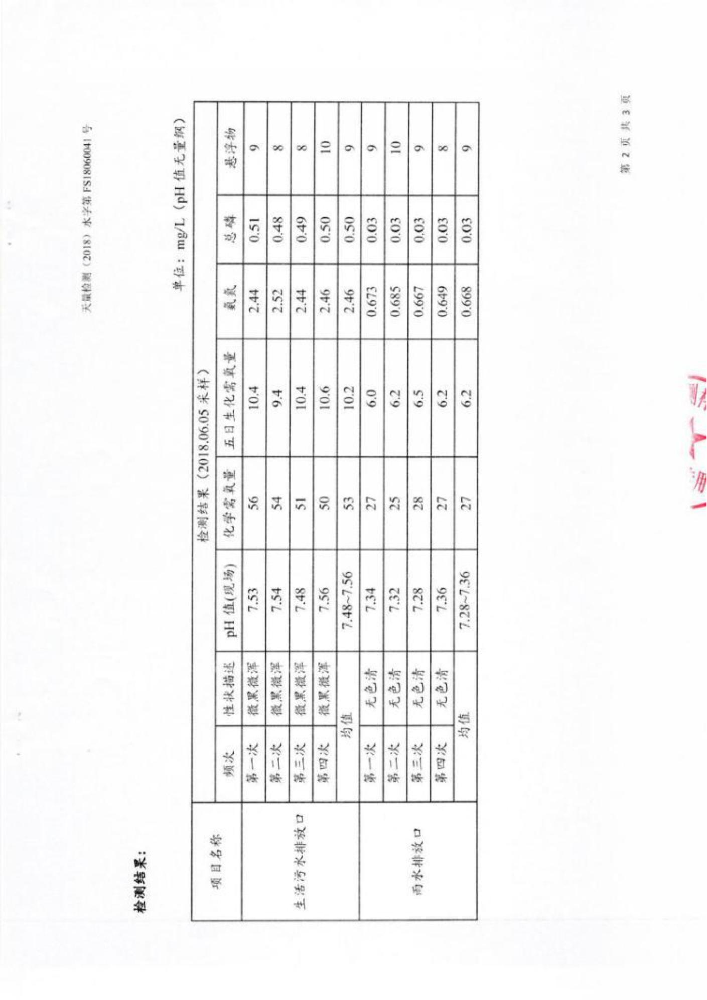 天量检测（2018）水字第 FS18060041 号
检测结果：
单位：mg/L（pH 值无量纲）
项目名称 检测结果（2018.06.05 采样）
频次 性状描述 pH 值(现场) 化学需氧量 五日生化需氧量 氨氮 总磷 悬浮物
生活污水排放口
第一次 微黑微浑 7.53 56 10.4 2.44 0.51 9
第二次 微黑微浑 7.54 54 9.4 2.52 0.48 8
第三次 微黑微浑 7.48 51 10.4 2.44 0.49 8
第四次 微黑微浑 7.56 50 10.6 2.46 0.50 10
均值 7.48~7.56 53 10.2 2.46 0.50 9
雨水排放口
第一次 无色清 7.34 27 6.0 0.673 0.03 9
第二次 无色清 7.32 25 6.2 0.685 0.03 10
第三次 无色清 7.28 28 6.5 0.667 0.03 9
第四次 无色清 7.36 27 6.2 0.649 0.03 8
均值 7.28~7.36 27 6.2 0.668 0.03 9
第 2 页 共 3 页